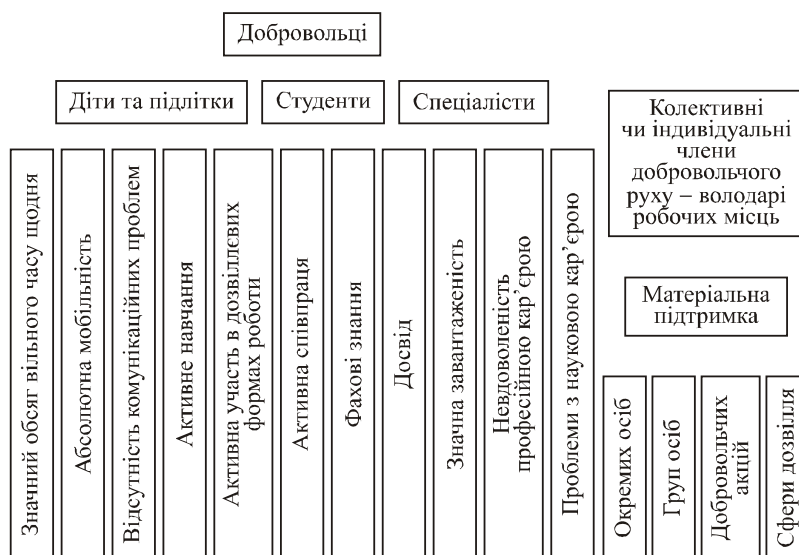 Добровольці
Діти та підлітки
Студенти
Спеціалісти
Колективні
чи індивідуальні
члени
добровольчого
руху – володарі
робочих місць
Матеріальна
підтримка
Значний обсяг вільного часу щодня
Абсолютна мобільність
Відсутність комунікаційних проблем
Активне навчання
Активна участь в дозвіллєвих
формах роботи
Активна співпраця
Фахові знання
Досвід
Значна завантаженість
Невдоволеність
професійною кар’єрою
Проблеми з науковою кар’єрою
Окремих осіб
Груп осіб
Добровольчих
акцій
Сфери дозвілля